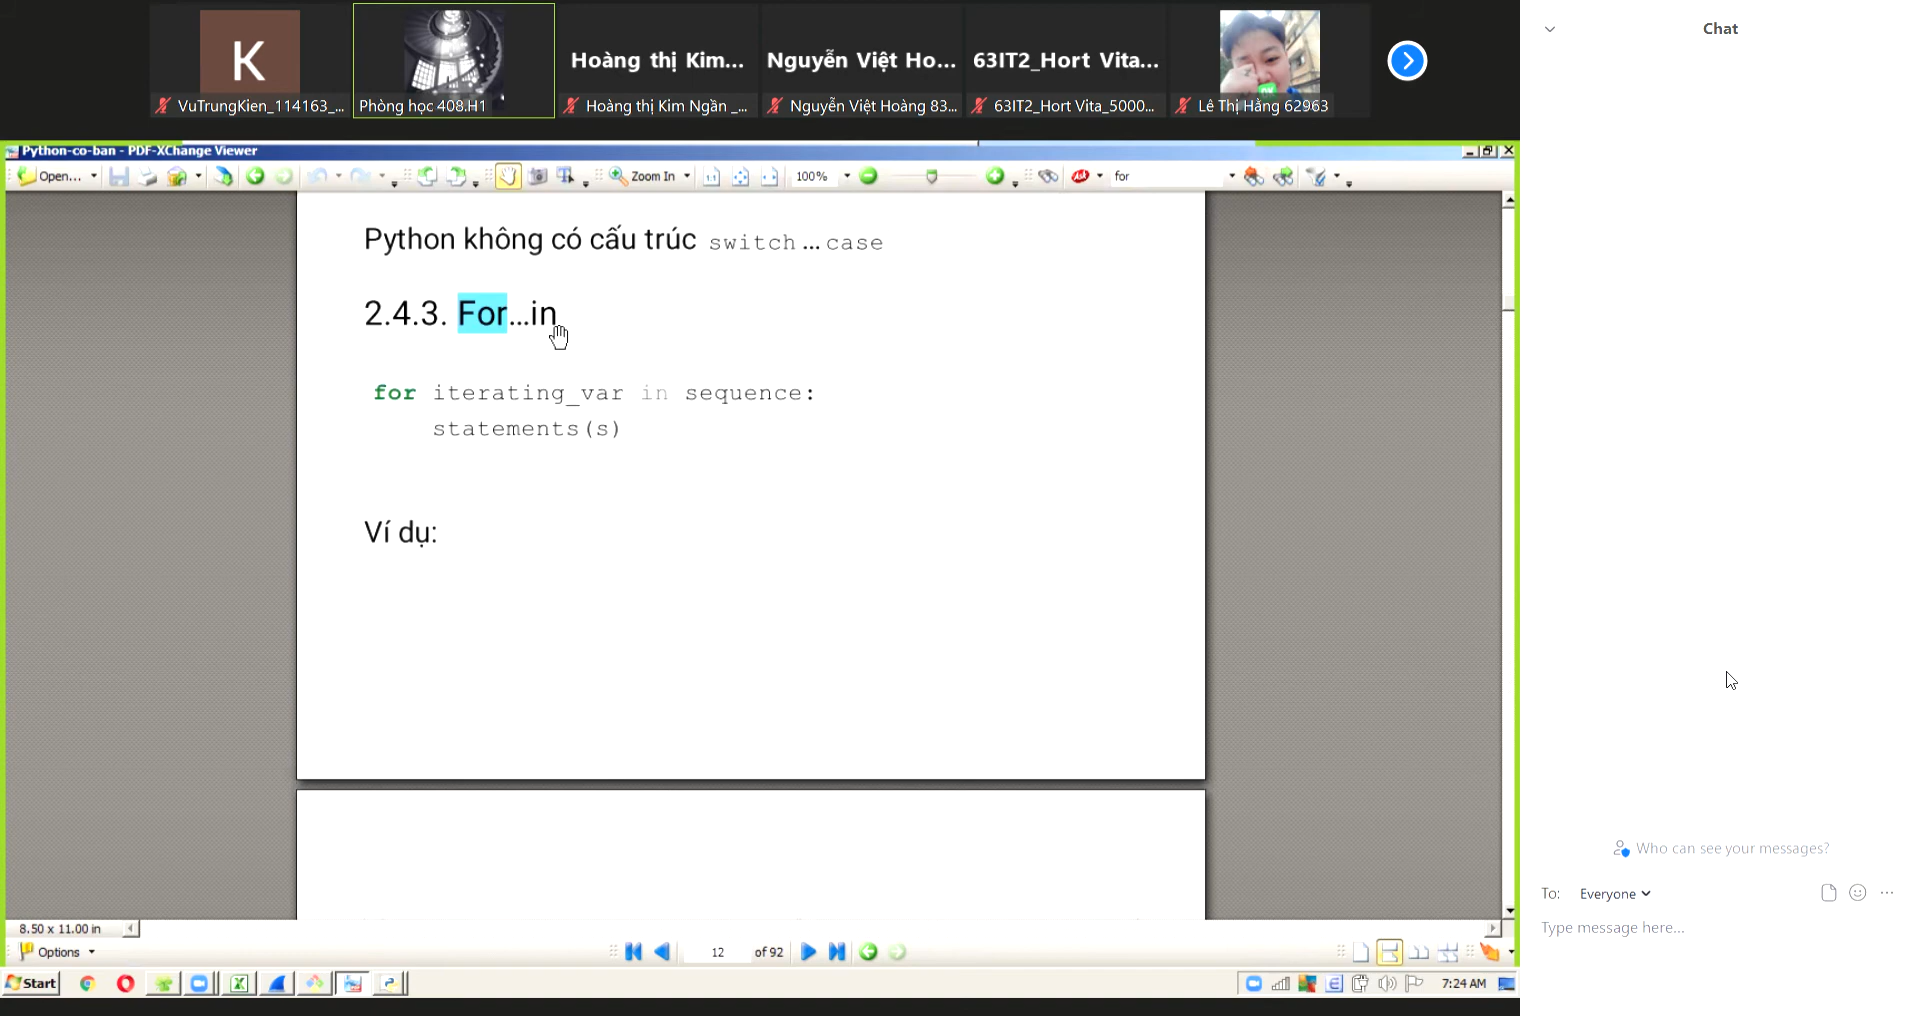 K
VuTrungKien_114163_...
Phòng học 408.H1
Hoàng thị Kim...
Hoàng thị Kim Ngần _...
Nguyễn Việt Ho...
Nguyễn Việt Hoàng 83...
63IT2_Hort Vita...
63IT2_Hort Vita_5000...
Lê Thị Hằng 62963
Chat
Python-co-ban - PDF-XChange Viewer
Open...
Zoom In
100%
for
Python không có cấu trúc switch...case
2.4.3. For...in
for iterating_var in sequence:
statements(s)
Ví dụ:
8.50 x 11.00 in
Options
12
of 92
Start
7:24 AM
Who can see your messages?
To: Everyone
Type message here...